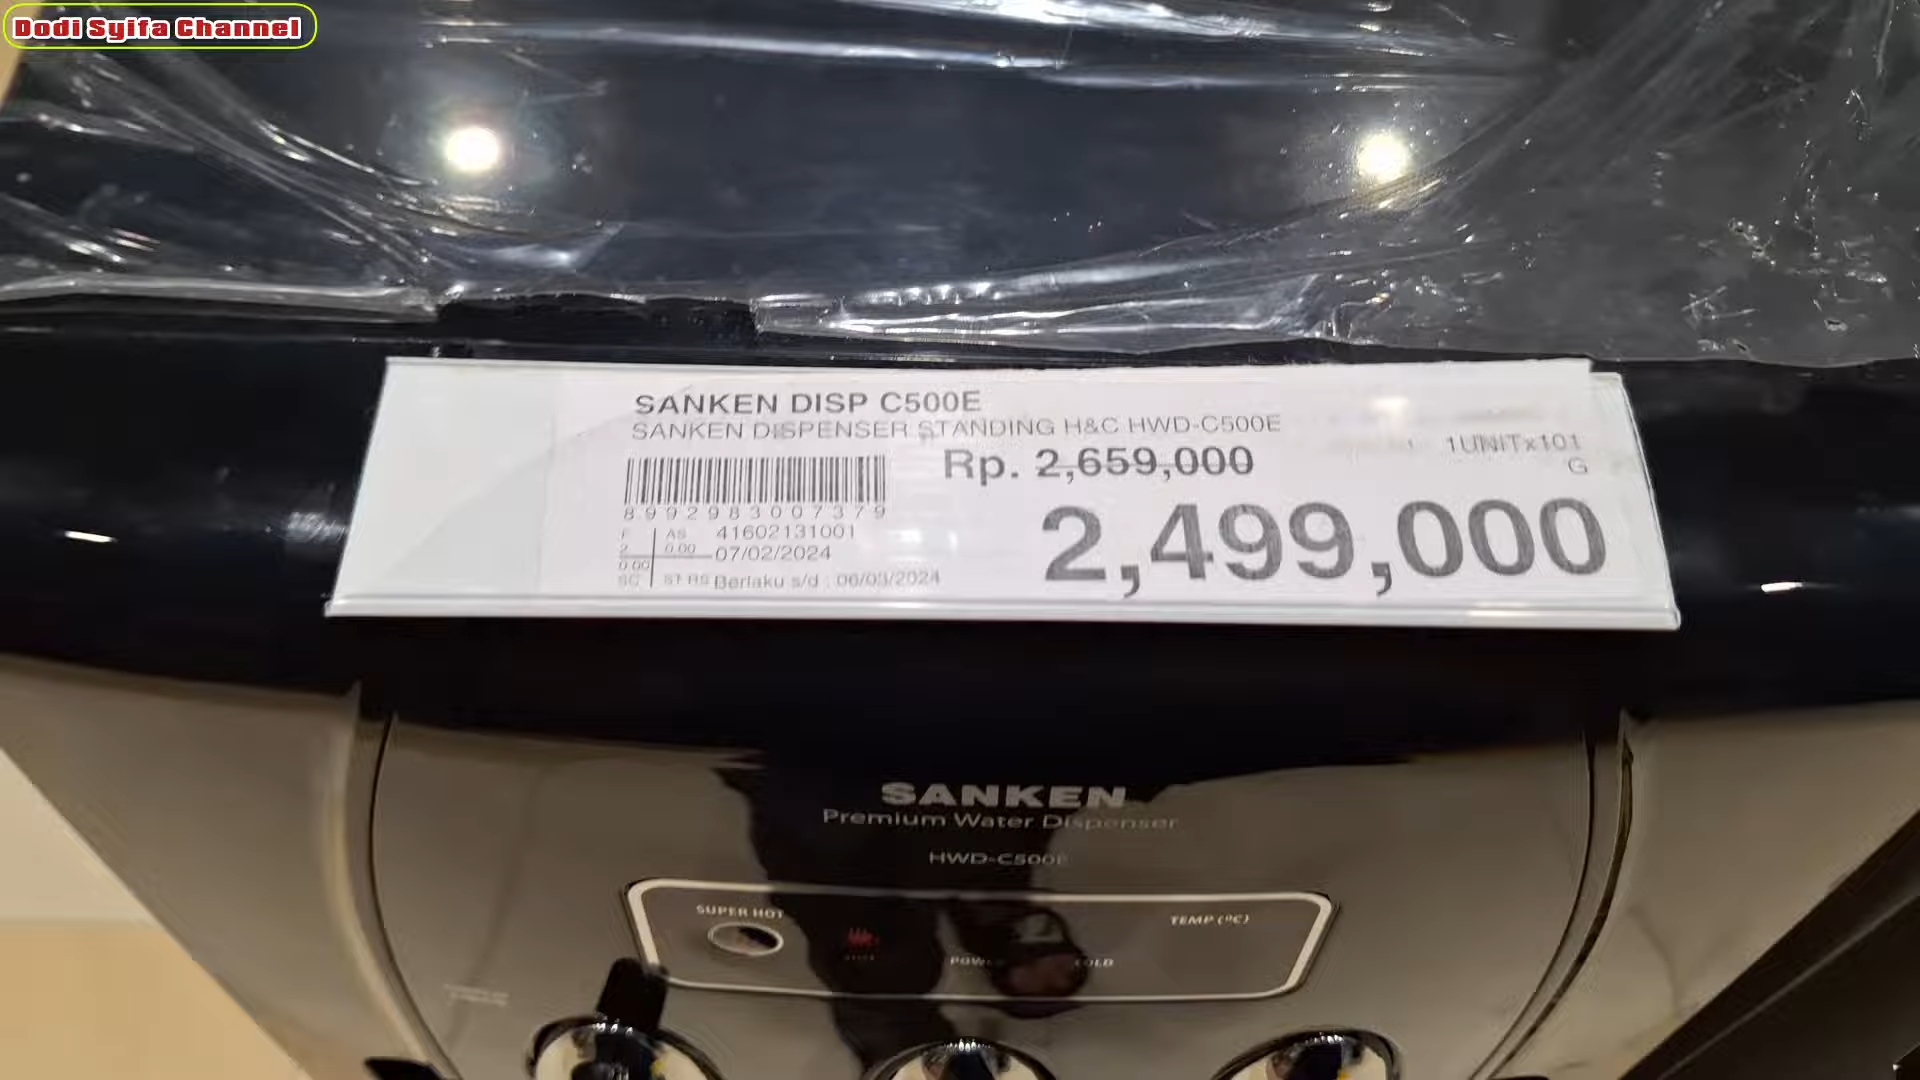 Dodi Syifa Channel
SANKEN DISP C500E
SANKEN DISPENSER STANDING H&C HWD-C500E
Rp. 2,659,000
1UNITx101
G
2,499,000
8992983007379
F AS 41602131001
2 0.00 07/02/2024
0.00
SC ST RS Berlaku s/d : 06/03/2024
SANKEN
Premium Water Dispenser
HWD-C500E
SUPER HOT
TEMP (ºC)
POWER
COLD